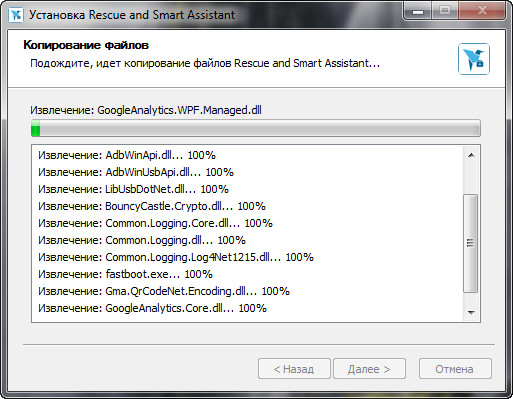 Установка Rescue and Smart Assistant
Копирование файлов
Подождите, идет копирование файлов Rescue and Smart Assistant...
Извлечение: GoogleAnalytics.WPF.Managed.dll
Извлечение: AdbWinApi.dll... 100%
Извлечение: AdbWinUsbApi.dll... 100%
Извлечение: LibUsbDotNet.dll... 100%
Извлечение: BouncyCastle.Crypto.dll... 100%
Извлечение: Common.Logging.Core.dll... 100%
Извлечение: Common.Logging.dll... 100%
Извлечение: Common.Logging.Log4Net1215.dll... 100%
Извлечение: fastboot.exe... 100%
Извлечение: Gma.QrCodeNet.Encoding.dll... 100%
Извлечение: GoogleAnalytics.Core.dll... 100%
< Назад Далее > Отмена